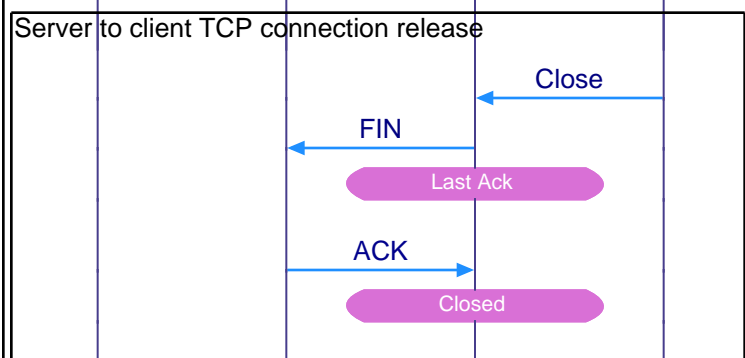 Server to client TCP connection release
Close
FIN
Last Ack
ACK
Closed